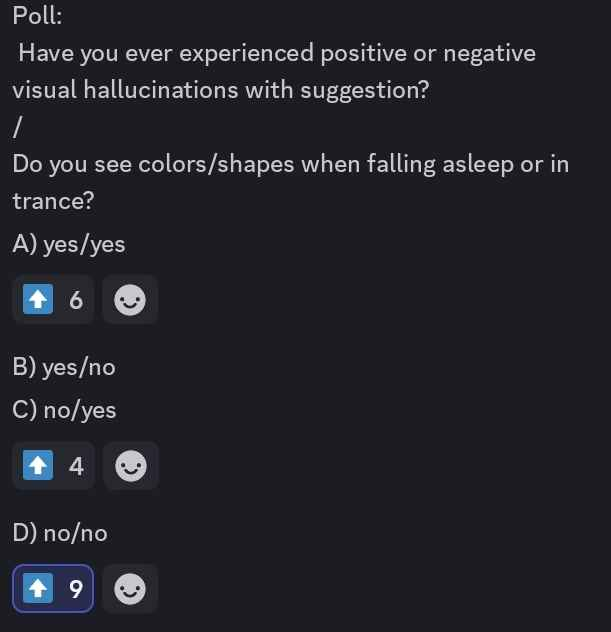 Poll:
Have you ever experienced positive or negative
visual hallucinations with suggestion?
/
Do you see colors/shapes when falling asleep or in
trance?
A) yes/yes
6
B) yes/no
C) no/yes
4
D) no/no
9